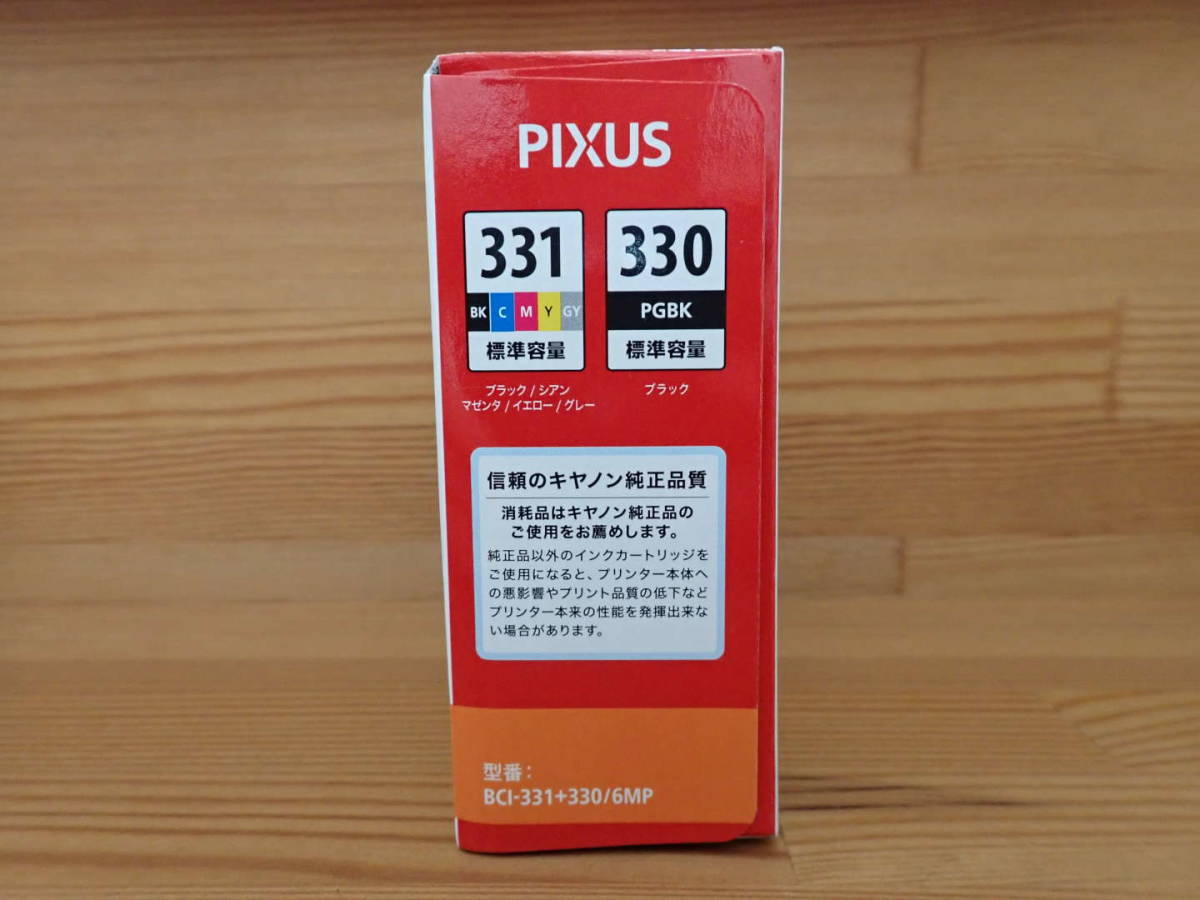 PIXUS
331
BK C M Y GY
標準容量
ブラック / シアン
マゼンタ / イエロー / グレー
330
PGBK
標準容量
ブラック
信頼のキヤノン純正品質
消耗品はキヤノン純正品の
ご使用をお薦めします。
純正品以外のインクカートリッジを
ご使用になると、プリンター本体へ
の悪影響やプリント品質の低下など
プリンター本来の性能を発揮出来な
い場合があります。
型番:
BCI-331+330/6MP